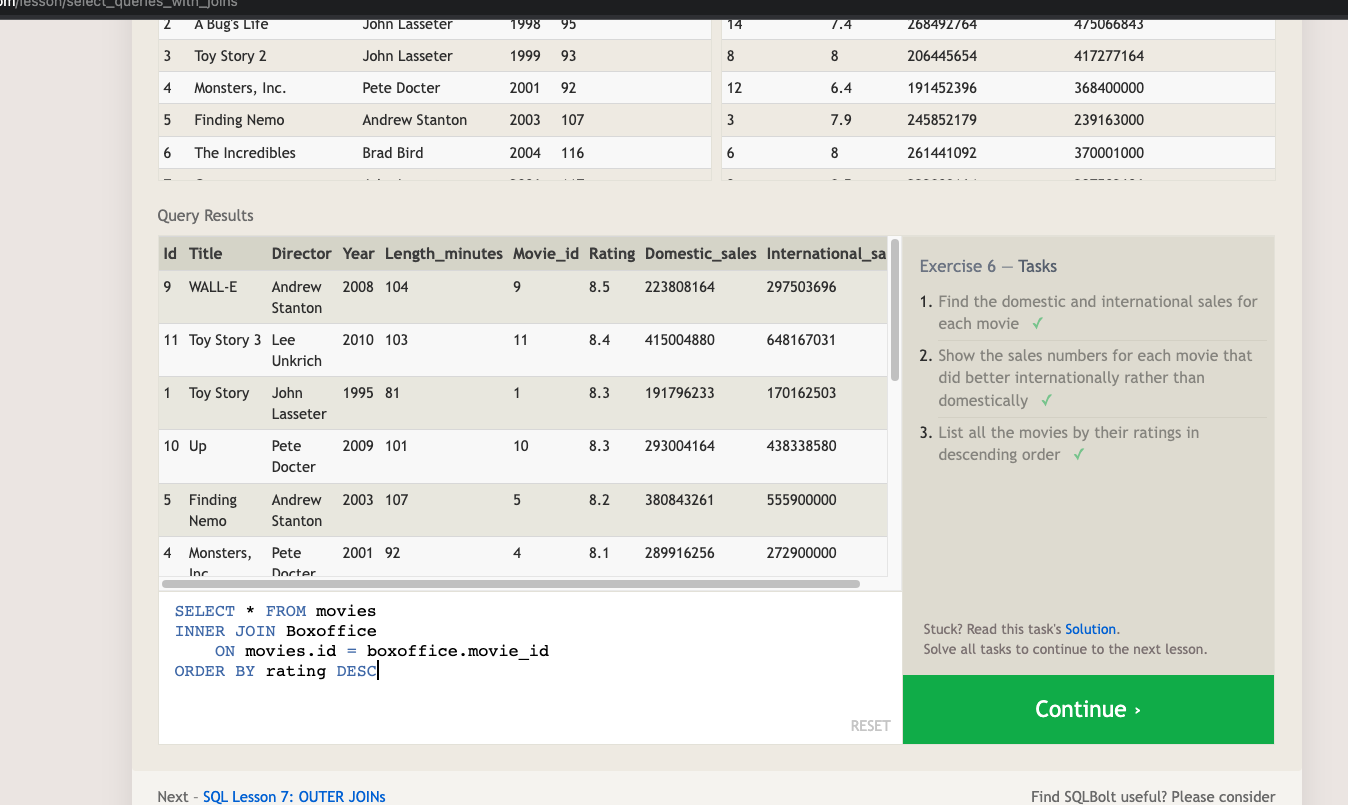 om/lesson/select_queries_with_joins
2 A Bug's Life John Lasseter 1998 95 14 7.4 268492764 475066843
3 Toy Story 2 John Lasseter 1999 93 8 8 206445654 417277164
4 Monsters, Inc. Pete Docter 2001 92 12 6.4 191452396 368400000
5 Finding Nemo Andrew Stanton 2003 107 3 7.9 245852179 239163000
6 The Incredibles Brad Bird 2004 116 6 8 261441092 370001000
Query Results
Id Title Director Year Length_minutes Movie_id Rating Domestic_sales International_sa
9 WALL-E Andrew 2008 104 9 8.5 223808164 297503696
Stanton
11 Toy Story 3 Lee 2010 103 11 8.4 415004880 648167031
Unkrich
1 Toy Story John 1995 81 1 8.3 191796233 170162503
Lasseter
10 Up Pete 2009 101 10 8.3 293004164 438338580
Docter
5 Finding Andrew 2003 107 5 8.2 380843261 555900000
Nemo Stanton
4 Monsters, Pete 2001 92 4 8.1 289916256 272900000
Inc. Docter
Exercise 6 — Tasks
1. Find the domestic and international sales for
each movie ✓
2. Show the sales numbers for each movie that
did better internationally rather than
domestically ✓
3. List all the movies by their ratings in
descending order ✓
SELECT * FROM movies
INNER JOIN Boxoffice
ON movies.id = boxoffice.movie_id
ORDER BY rating DESC
RESET
Stuck? Read this task's Solution.
Solve all tasks to continue to the next lesson.
Continue ›
Next - SQL Lesson 7: OUTER JOINs
Find SQLBolt useful? Please consider